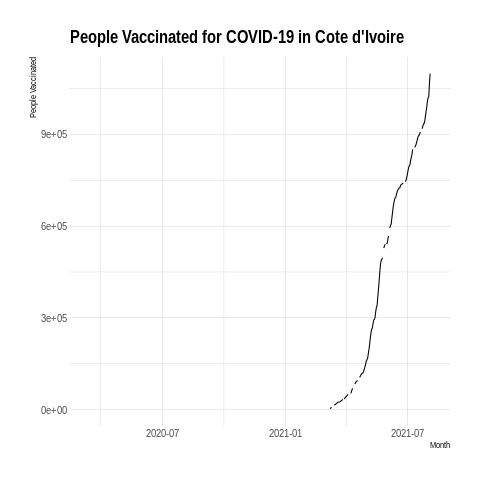 People Vaccinated for COVID-19 in Cote d'Ivoire
People Vaccinated
9e+05
6e+05
3e+05
0e+00
2020-07 2021-01 2021-07
Month